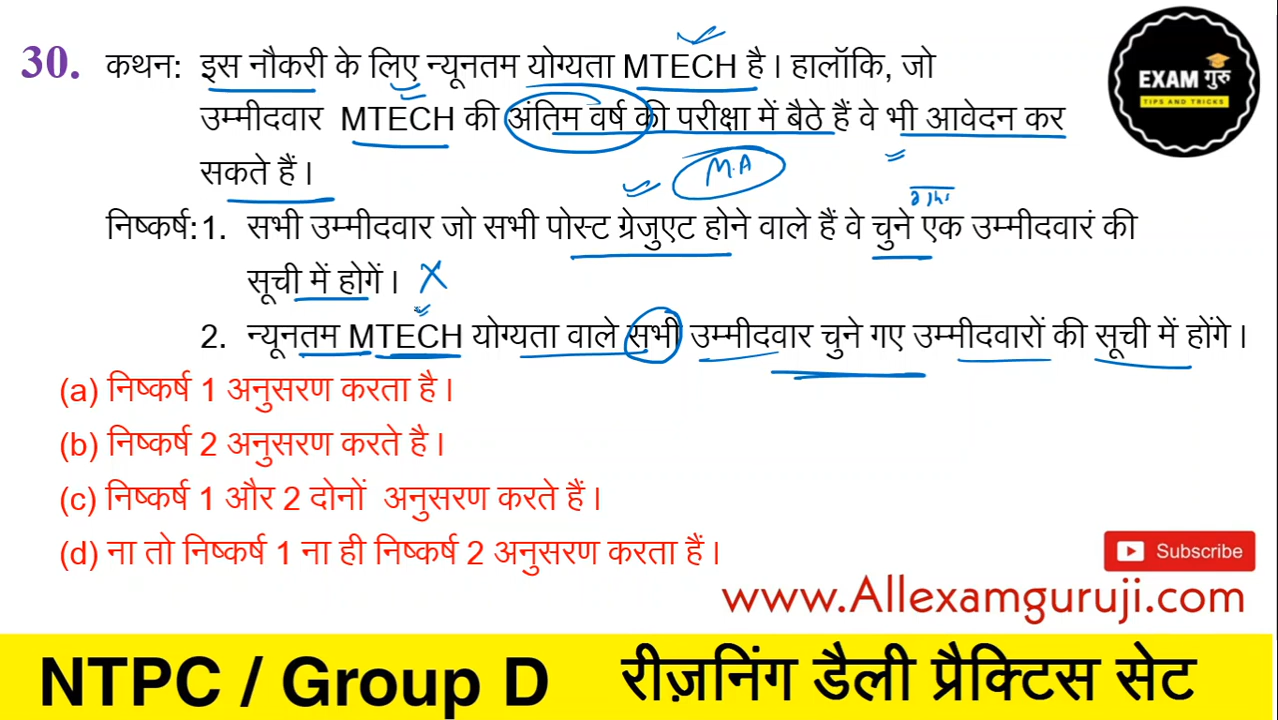 30. कथन: इस नौकरी के लिए न्यूनतम योग्यता MTECH है। हालॉकि, जो
उम्मीदवार MTECH की अंतिम वर्ष की परीक्षा में बैठे हैं वे भी आवेदन कर
सकते हैं।
M.A
निष्कर्ष:1. सभी उम्मीदवार जो सभी पोस्ट ग्रेजुएट होने वाले हैं वे चुने एक उम्मीदवारं की
सूची में होगें।
2. न्यूनतम MTECH योग्यता वाले सभी उम्मीदवार चुने गए उम्मीदवारों की सूची में होंगे।
(a) निष्कर्ष 1 अनुसरण करता है।
(b) निष्कर्ष 2 अनुसरण करते है।
(c) निष्कर्ष 1 और 2 दोनों अनुसरण करते हैं।
(d) ना तो निष्कर्ष 1 ना ही निष्कर्ष 2 अनुसरण करता हैं।
EXAM गुरु
TIPS AND TRICKS
Subscribe
www.Allexamguruji.com
NTPC / Group D रीज़निंग डैली प्रैक्टिस सेट